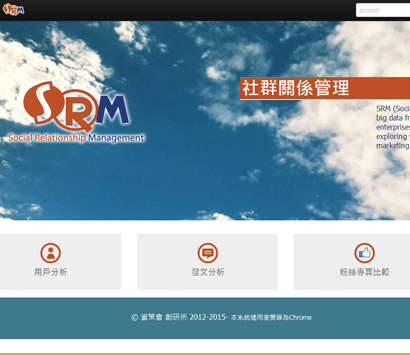 SRM
社群關係管理
SRM
Social Relationship Management
SRM (Soci
big data fr
enterprises
exploring
marketing
用戶分析
發文分析
粉絲專頁比較
© 資策會 創研所 2012-2015- 本系統適用瀏覽器為Chrome